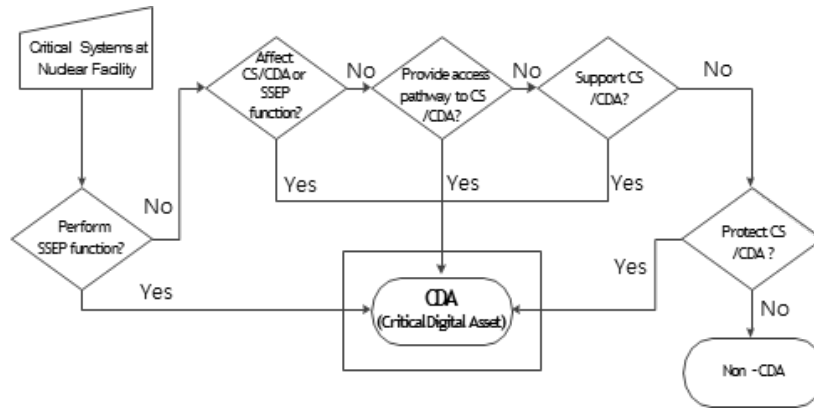 Critical Systems at
Nuclear Facility
Perform
SSEP function?
No
Yes
Affect
CS/CDA or
SSEP
function?
No
Yes
Provide access
pathway to CS
/CDA?
No
Yes
Support CS
/CDA?
No
Yes
Protect CS
/CDA ?
Yes
No
CDA
(Critical Digital Asset)
Non -CDA